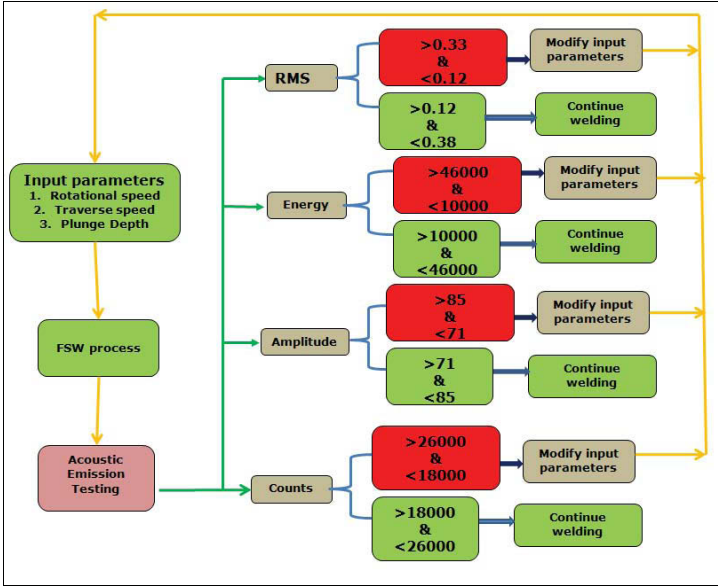 Input parameters
1. Rotational speed
2. Traverse speed
3. Plunge Depth
FSW process
Acoustic
Emission
Testing
RMS
>0.33
&
<0.12
Modify input
parameters
>0.12
&
<0.38
Continue
welding
Energy
>46000
&
<10000
Modify input
parameters
>10000
&
<46000
Continue
welding
Amplitude
>85
&
<71
Modify input
parameters
>71
&
<85
Continue
welding
Counts
>26000
&
<18000
Modify input
parameters
>18000
&
<26000
Continue
welding